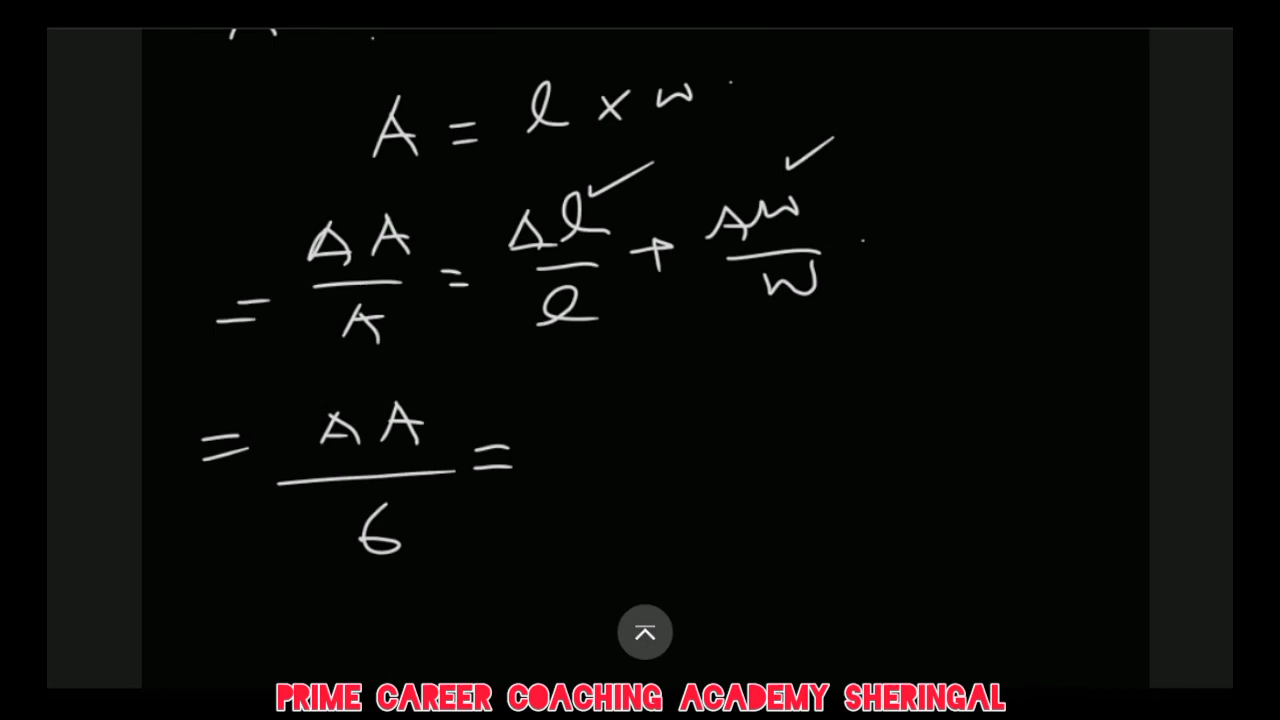 A = l × w
= ΔA/A = Δl/l + Δw/w
= ΔA/6 =
PRIME CAREER COACHING ACADEMY SHERINGAL